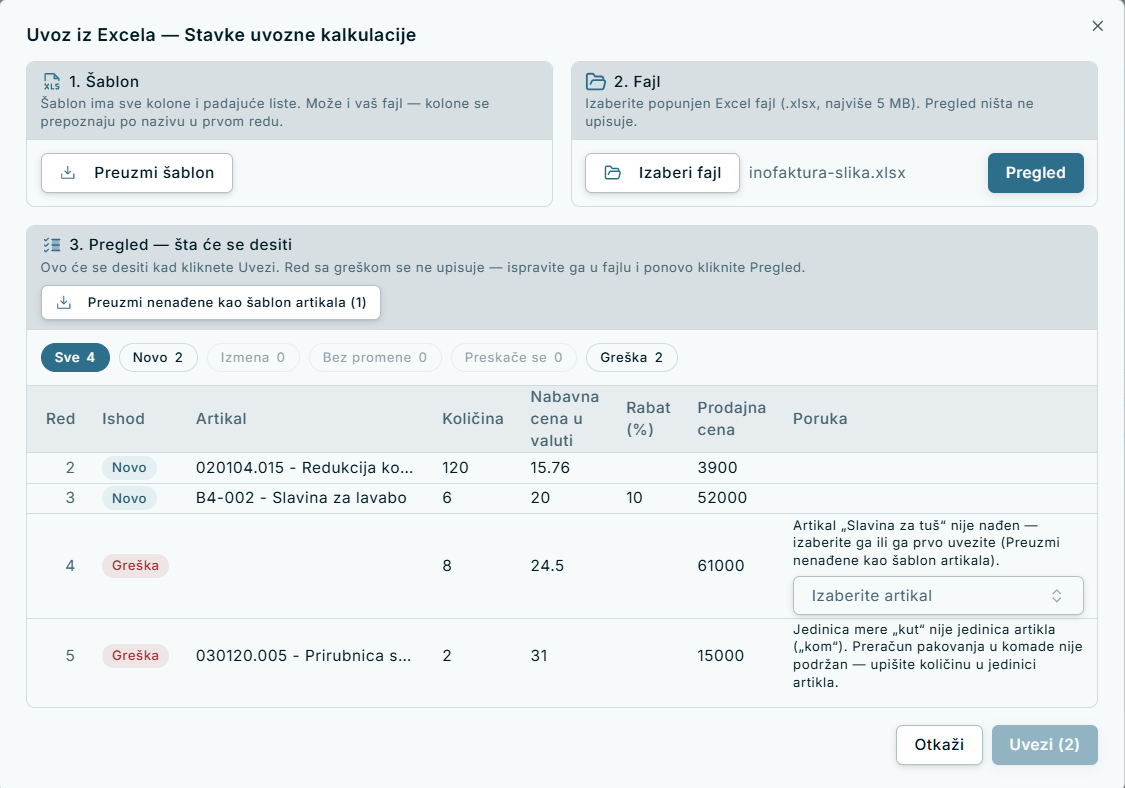 Uvoz iz Excela — Stavke uvozne kalkulacije
XLS 1. Šablon
Šablon ima sve kolone i padajuće liste. Može i vaš fajl — kolone se
prepoznaju po nazivu u prvom redu.
Preuzmi šablon
2. Fajl
Izaberite popunjen Excel fajl (.xlsx, najviše 5 MB). Pregled ništa ne
upisuje.
Izaberi fajl inofaktura-slika.xlsx Pregled
3. Pregled — šta će se desiti
Ovo će se desiti kad kliknete Uvezi. Red sa greškom se ne upisuje — ispravite ga u fajlu i ponovo kliknite Pregled.
Preuzmi nenađene kao šablon artikala (1)
Sve 4 Novo 2 Izmena 0 Bez promene 0 Preskače se 0 Greška 2
Red Ishod Artikal Količina Nabavna cena u valuti Rabat (%) Prodajna cena Poruka
2 Novo 020104.015 - Redukcija ko... 120 15.76 3900
3 Novo B4-002 - Slavina za lavabo 6 20 10 52000
4 Greška 8 24.5 61000
Artikal „Slavina za tuš“ nije nađen —
izaberite ga ili ga prvo uvezite (Preuzmi
nenađene kao šablon artikala).
Izaberite artikal
5 Greška 030120.005 - Prirubnica s... 2 31 15000
Jedinica mere „kut“ nije jedinica artikla
(„kom“). Preračun pakovanja u komade nije
podržan — upišite količinu u jedinici
artikla.
Otkaži Uvezi (2)